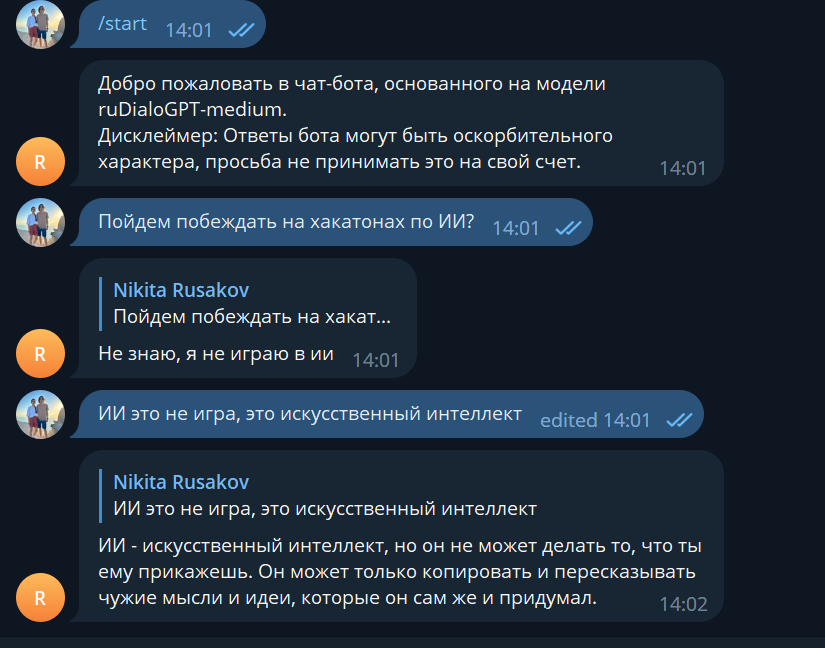 /start 14:01
Добро пожаловать в чат-бота, основанного на модели
ruDialoGPT-medium.
Дисклеймер: Ответы бота могут быть оскорбительного
характера, просьба не принимать это на свой счет. 14:01
R
Пойдем побеждать на хакатонах по ИИ? 14:01
Nikita Rusakov
Пойдем побеждать на хакат...
Не знаю, я не играю в ии 14:01
R
ИИ это не игра, это искусственный интеллект edited 14:01
Nikita Rusakov
ИИ это не игра, это искусственный интеллект
ИИ - искусственный интеллект, но он не может делать то, что ты
ему прикажешь. Он может только копировать и пересказывать
чужие мысли и идеи, которые он сам же и придумал. 14:02
R